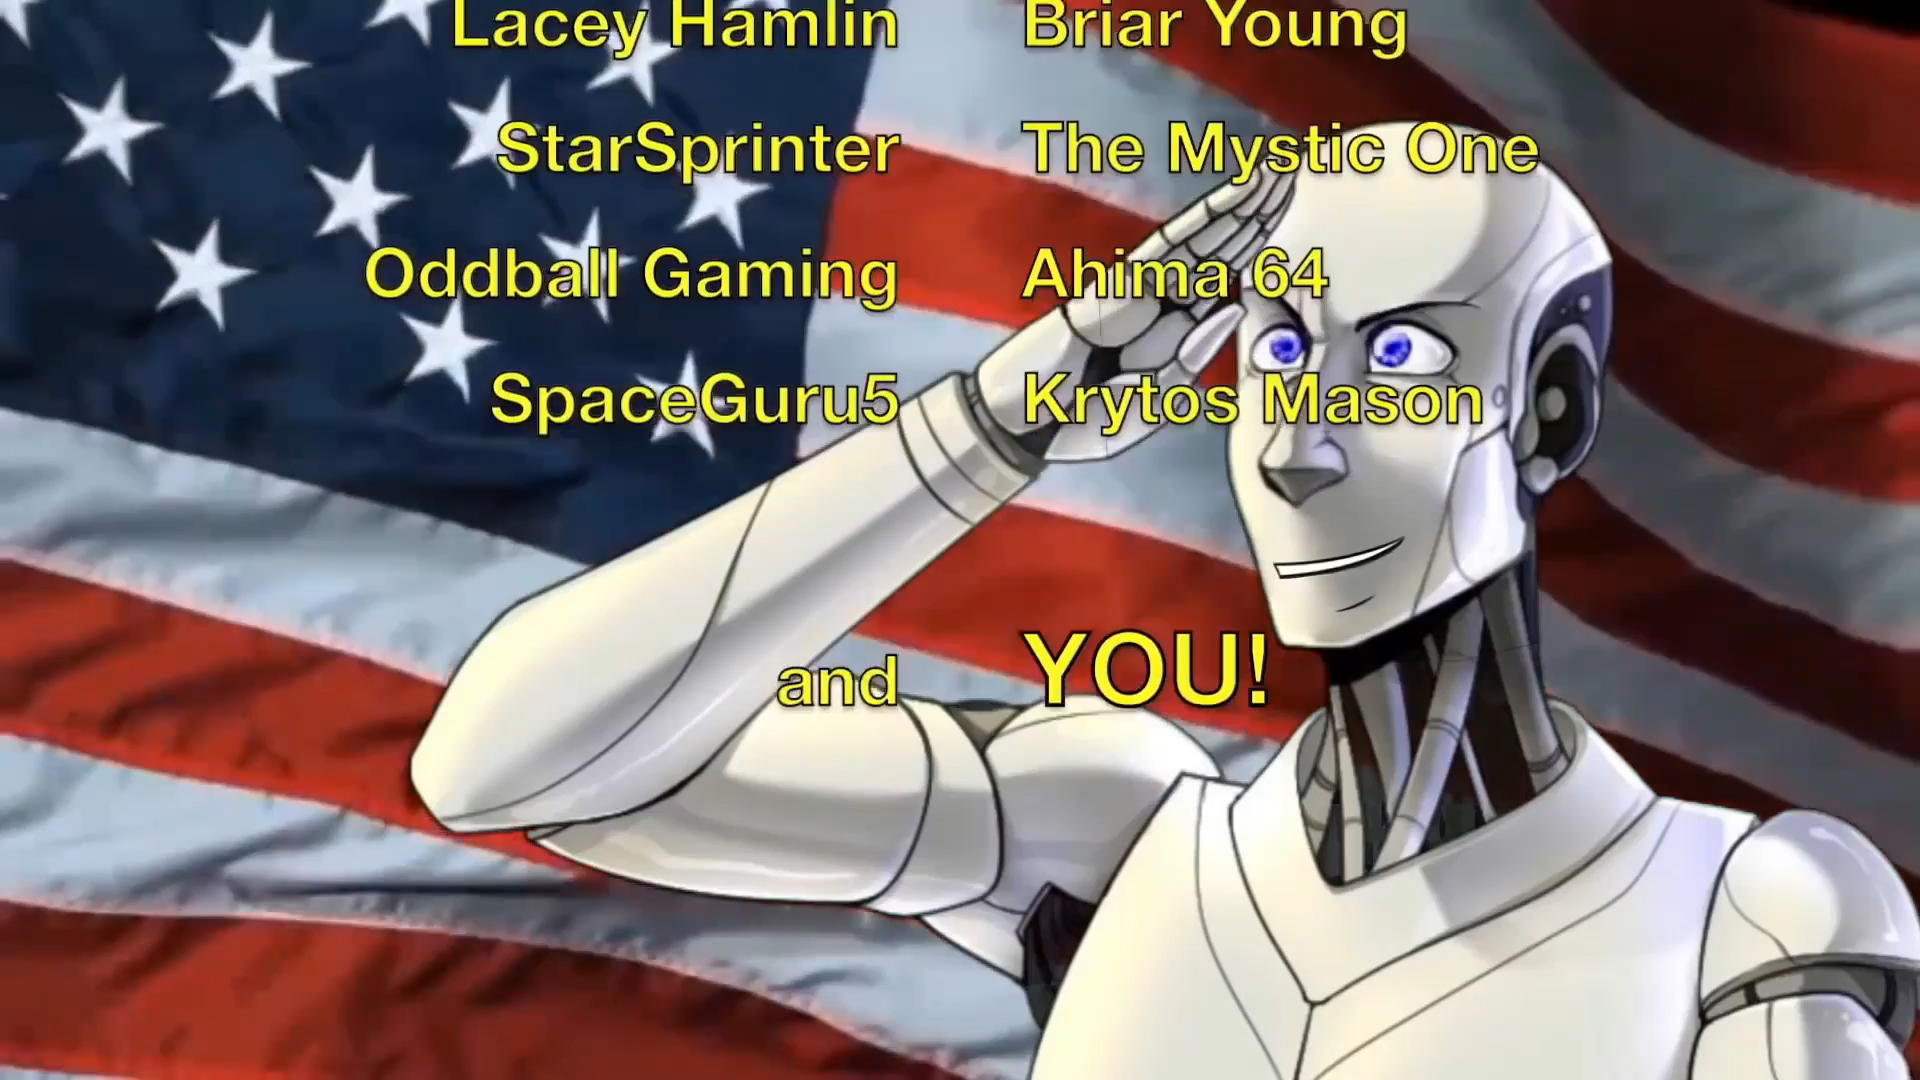 Lacey Hamlin Briar Young
StarSprinter The Mystic One
Oddball Gaming Ahima 64
SpaceGuru5 Krytos Mason
and YOU!